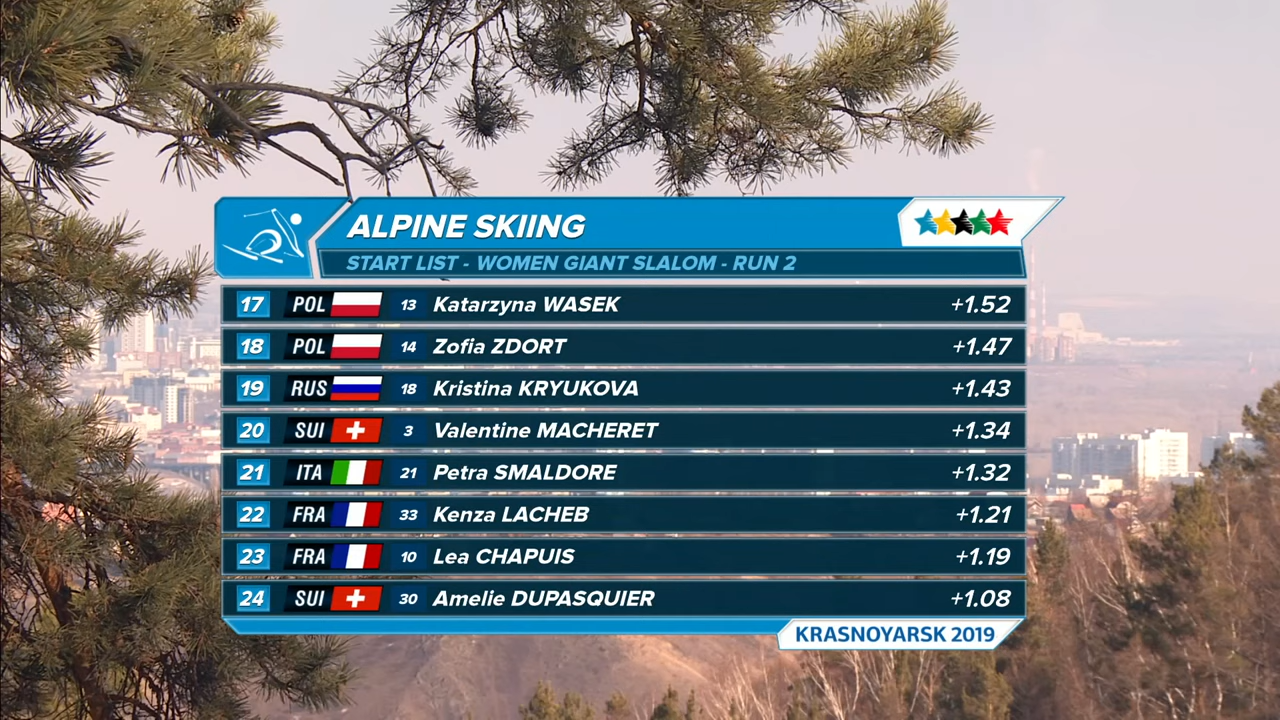 ALPINE SKIING
START LIST - WOMEN GIANT SLALOM - RUN 2
17 POL 13 Katarzyna WASEK +1.52
18 POL 14 Zofia ZDORT +1.47
19 RUS 18 Kristina KRYUKOVA +1.43
20 SUI 3 Valentine MACHERET +1.34
21 ITA 21 Petra SMALDORE +1.32
22 FRA 33 Kenza LACHEB +1.21
23 FRA 10 Lea CHAPUIS +1.19
24 SUI 30 Amelie DUPASQUIER +1.08
KRASNOYARSK 2019